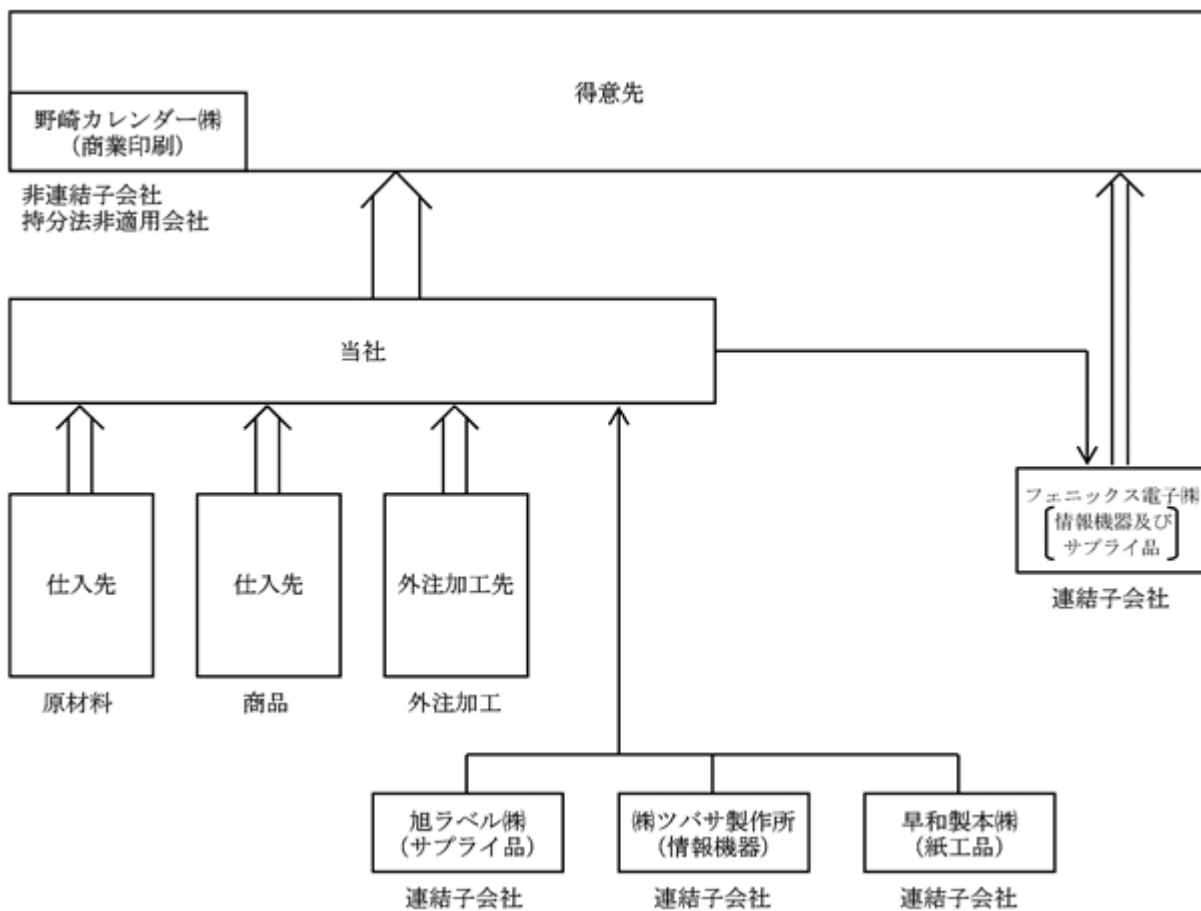 得意先
野崎カレンダー㈱
(商業印刷)
非連結子会社
持分法非適用会社
当社
フェニックス電子㈱
情報機器及び
サプライ品
連結子会社
仕入先
仕入先
外注加工先
原材料
商品
外注加工
旭ラベル㈱
(サプライ品)
㈱ツバサ製作所
(情報機器)
早和製本㈱
(紙工品)
連結子会社
連結子会社
連結子会社